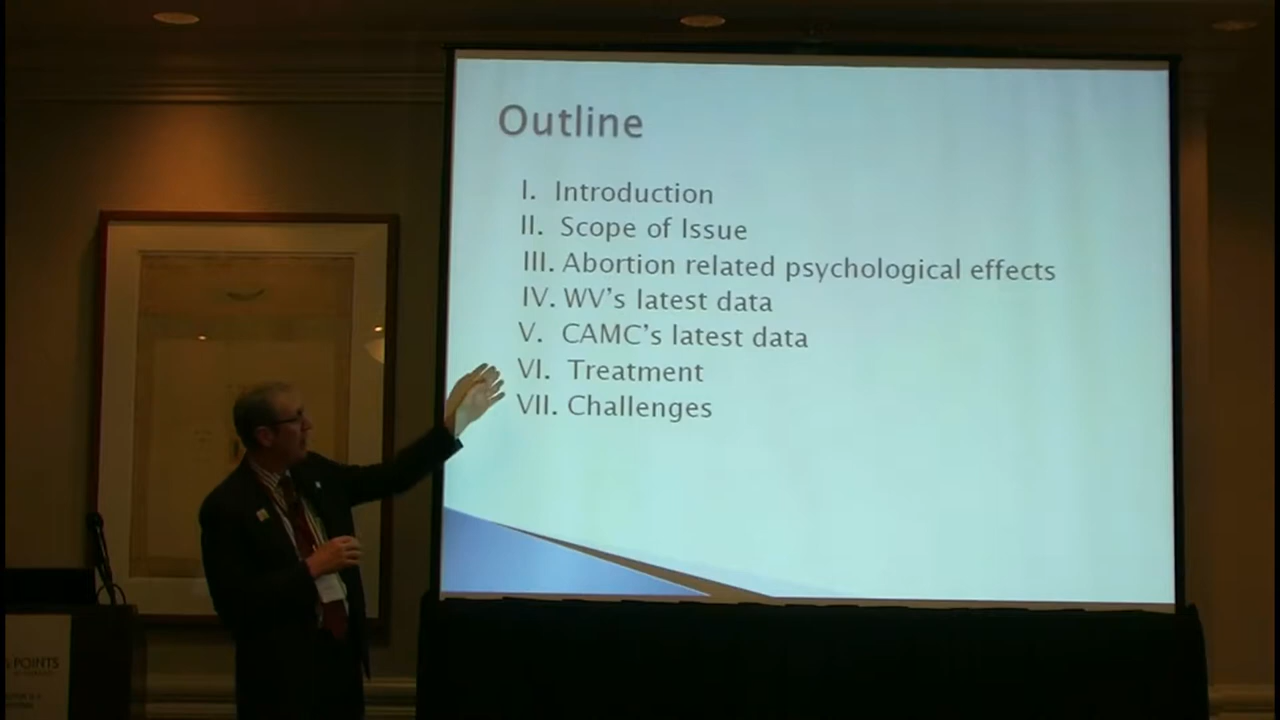 Outline
I. Introduction
II. Scope of Issue
III. Abortion related psychological effects
IV. WV's latest data
V. CAMC's latest data
VI. Treatment
VII. Challenges
POINTS